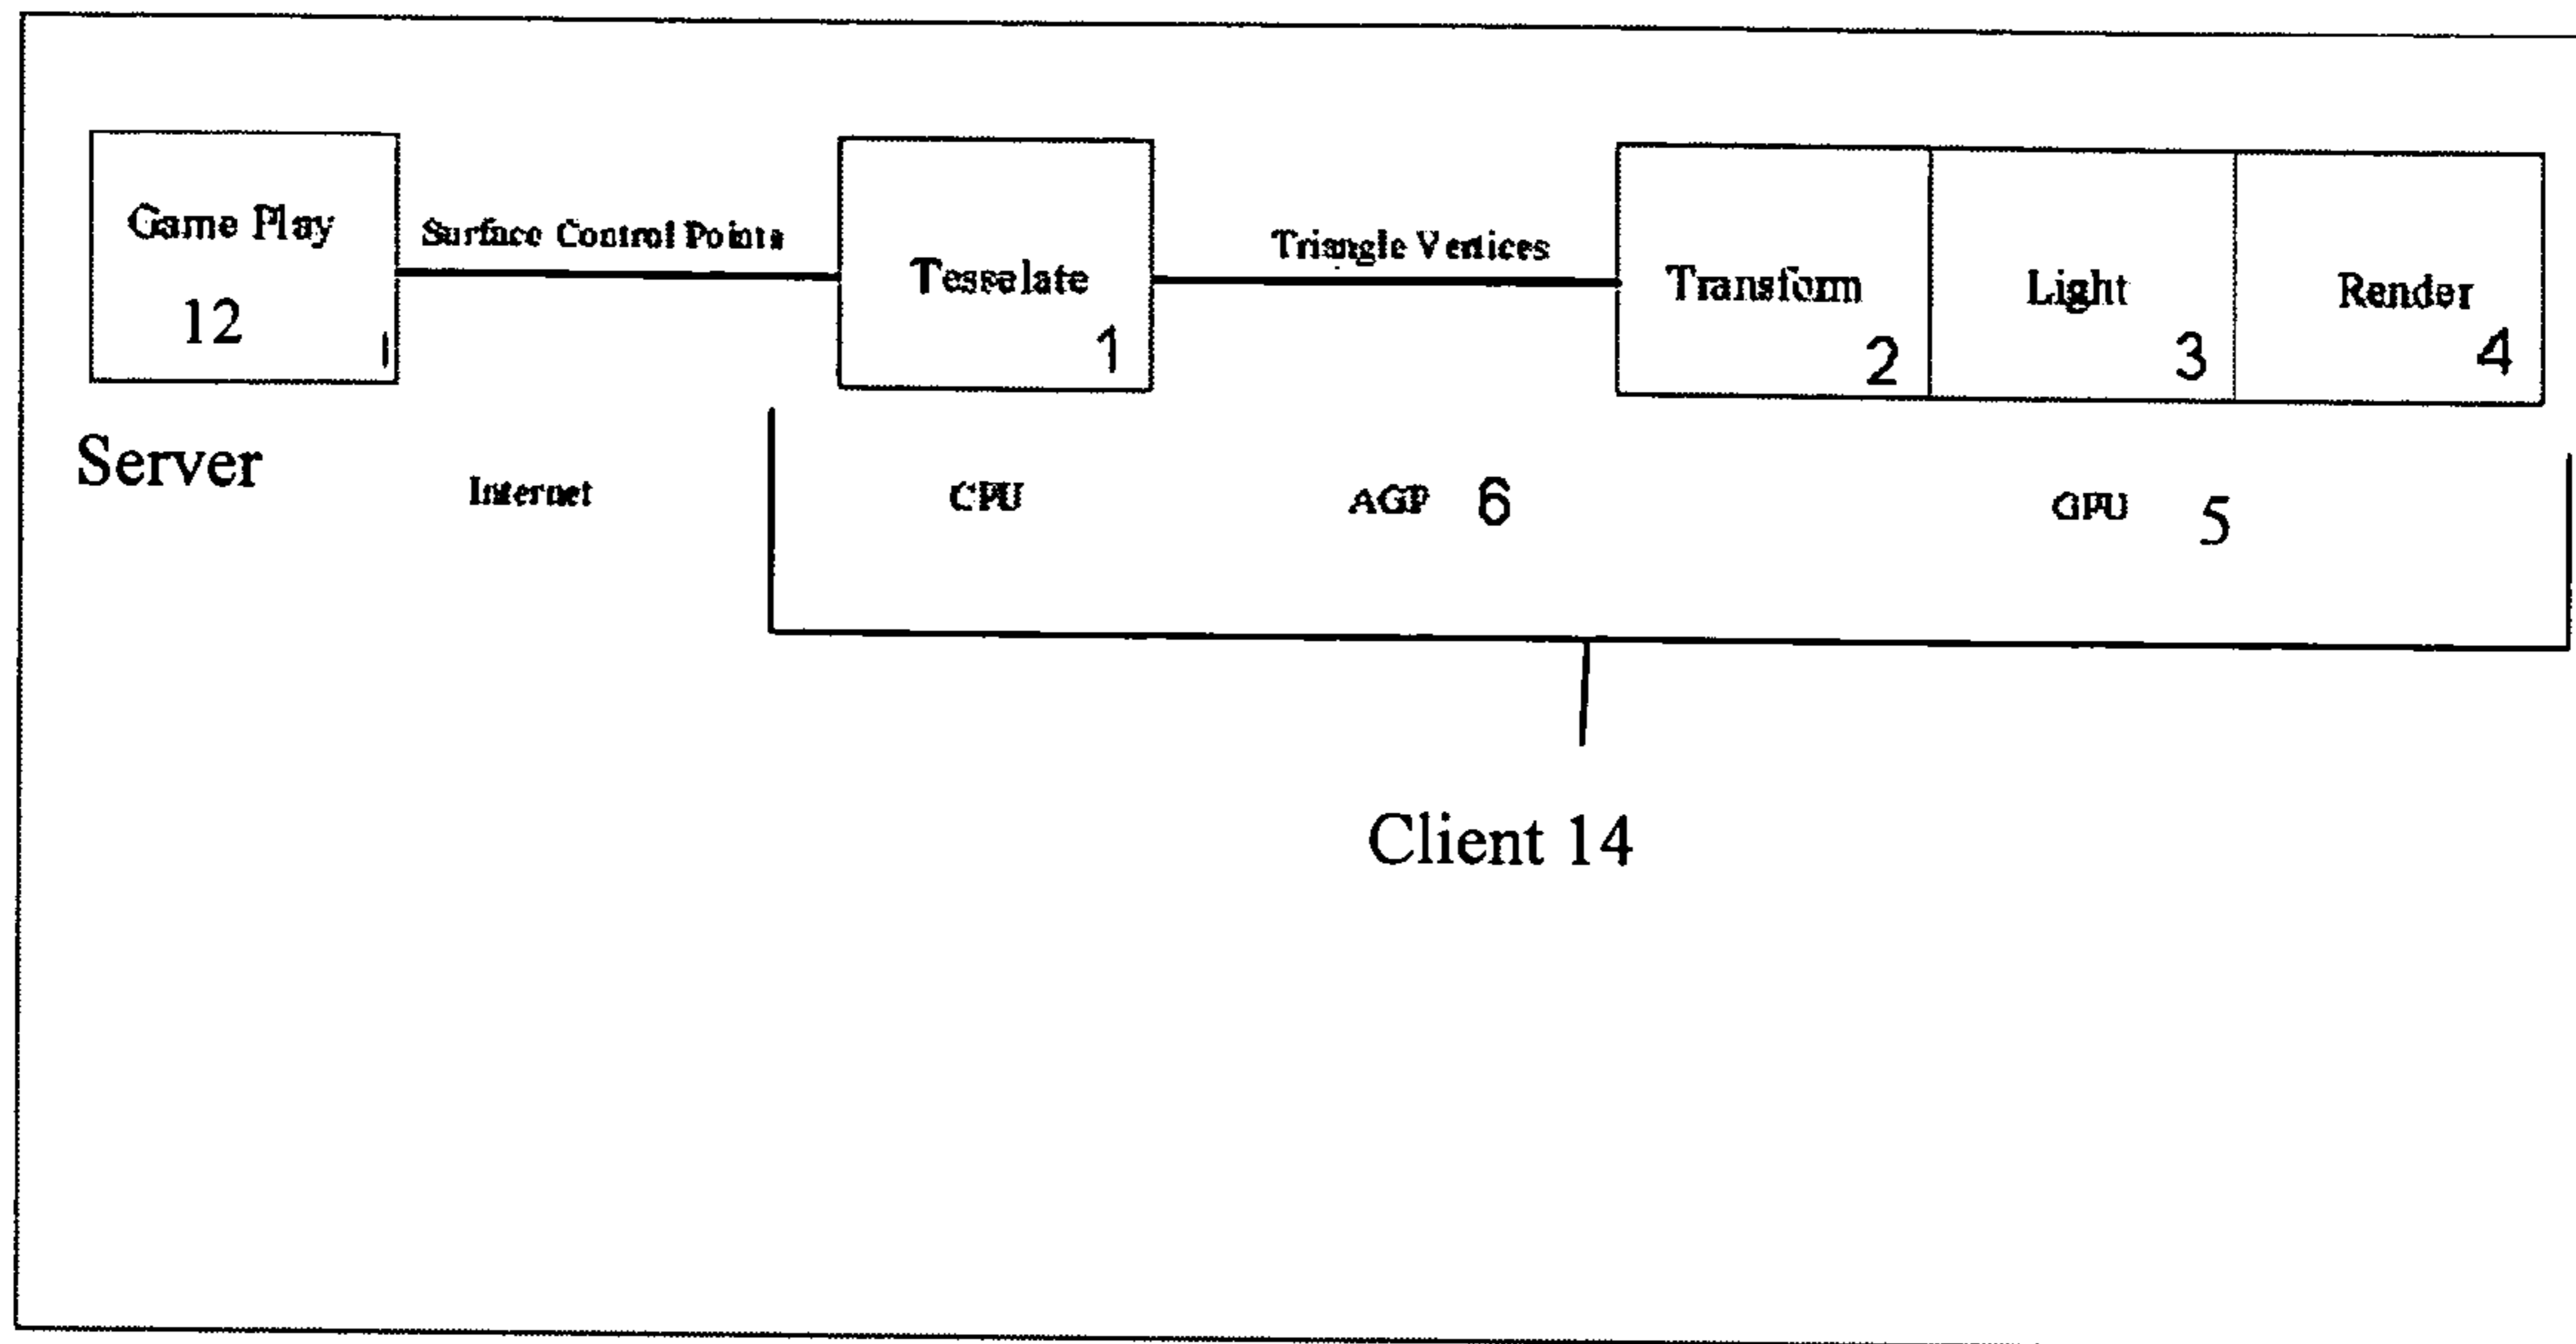 Game Play
12
Surface Control Points
Tesselate
1
Triangle Vertices
Transform
2
Light
3
Render
4
Server
Internet
CPU
AGP 6
GPU 5
Client 14